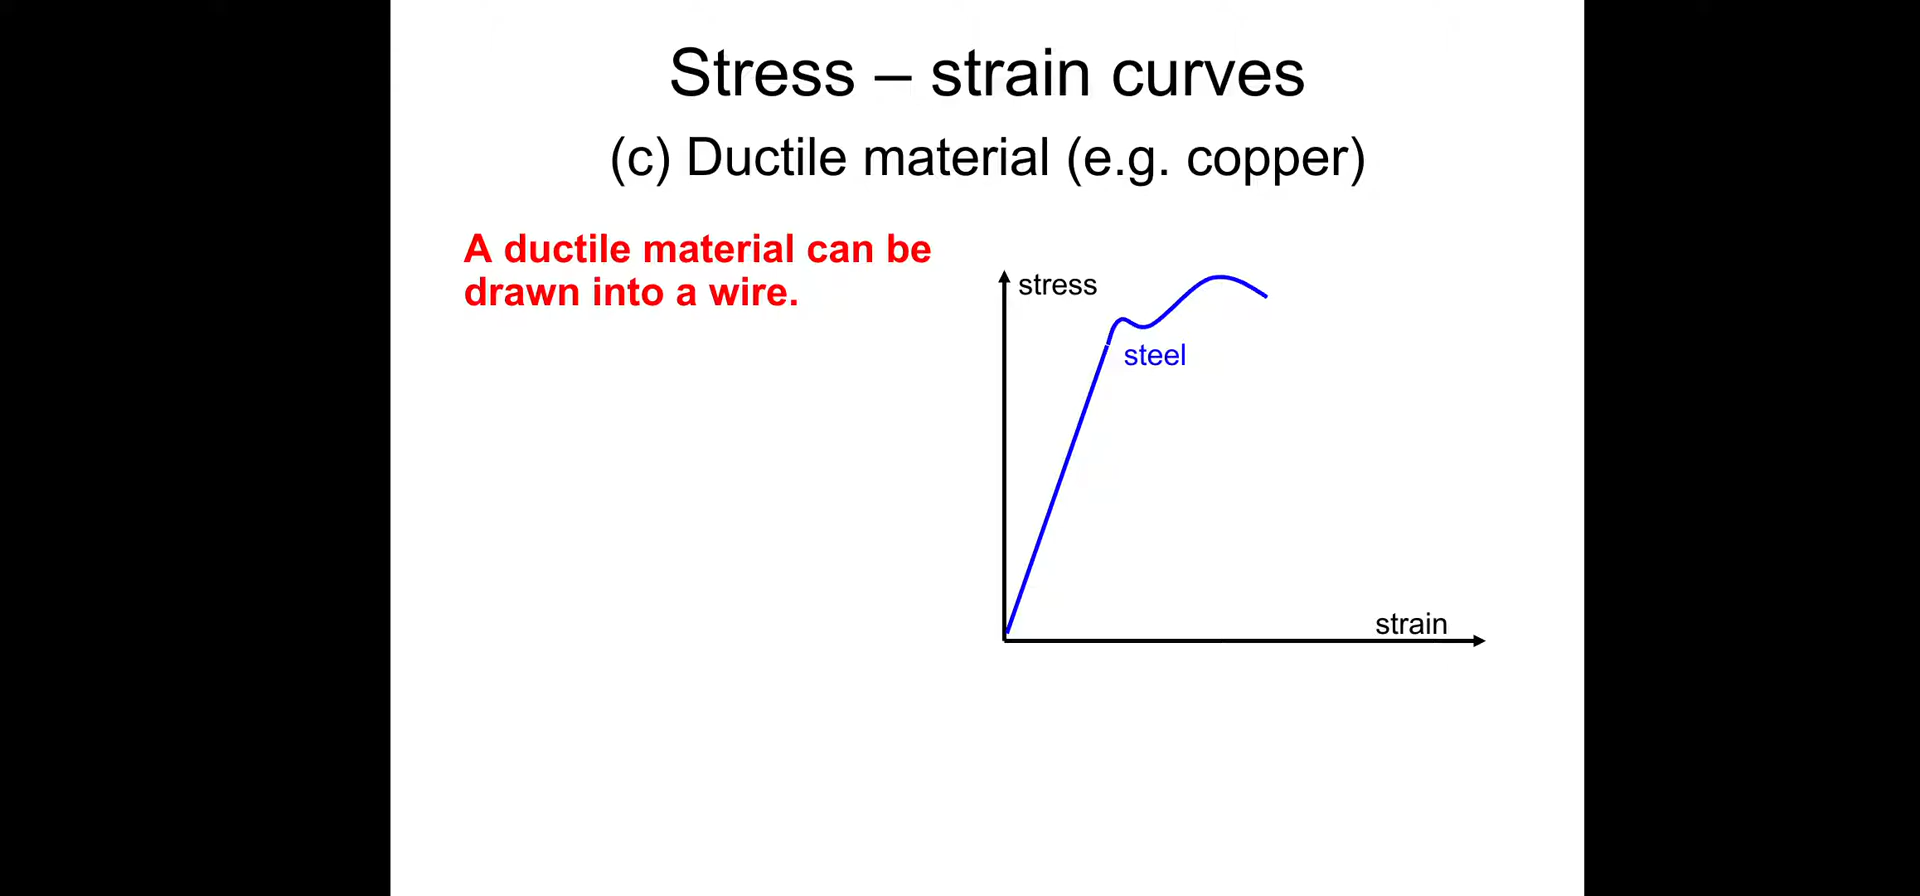 Stress – strain curves
(c) Ductile material (e.g. copper)
A ductile material can be
drawn into a wire.
stress
steel
strain